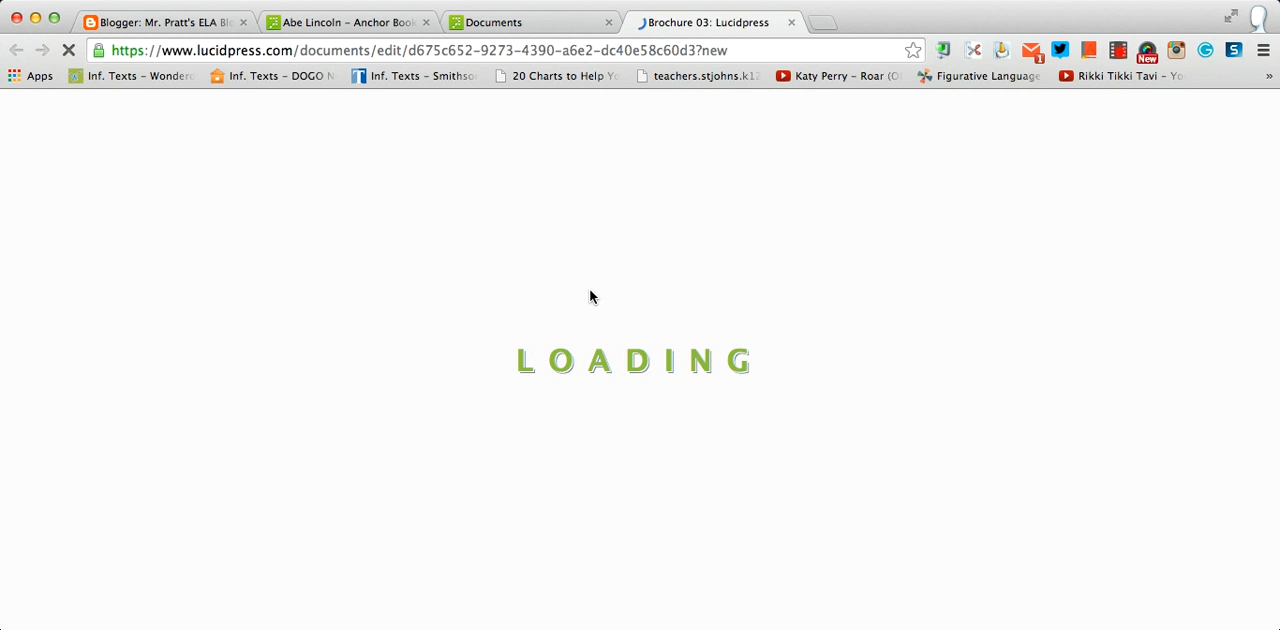 Blogger: Mr. Pratt's ELA Blo
Abe Lincoln – Anchor Book
Documents
Brochure 03: Lucidpress
https://www.lucidpress.com/documents/edit/d675c652-9273-4390-a6e2-dc40e58c60d3?new
1
New
Apps
Inf. Texts – Wonder
Inf. Texts – DOGO N
Inf. Texts – Smithso
20 Charts to Help Y
teachers.stjohns.k12
Katy Perry – Roar (O
Figurative Language
Rikki Tikki Tavi – Yo
»
LOADING